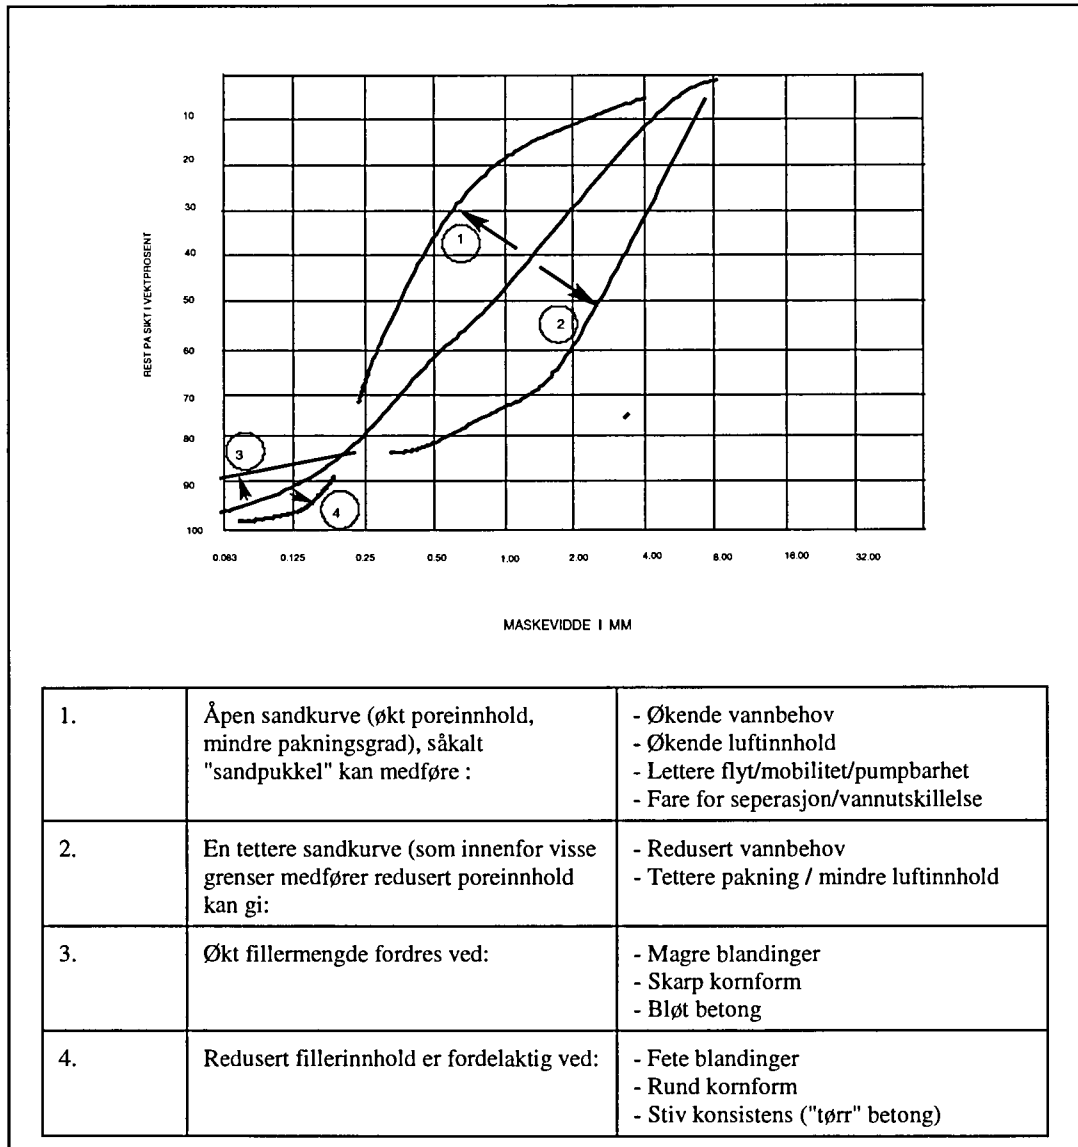 10
20
30
40
50
60
70
80
90
100
REST PA SIKT I VEKTPROSENT
1
2
3
4
0.063 0.125 0.25 0.50 1.00 2.00 4.00 8.00 16.00 32.00
MASKEVIDDE I MM
1.
Åpen sandkurve (økt poreinnhold,
mindre pakningsgrad), såkalt
"sandpukkel" kan medføre :
- Økende vannbehov
- Økende luftinnhold
- Lettere flyt/mobilitet/pumpbarhet
- Fare for seperasjon/vannutskillelse
2.
En tettere sandkurve (som innenfor visse
grenser medfører redusert poreinnhold
kan gi:
- Redusert vannbehov
- Tettere pakning / mindre luftinnhold
3.
Økt fillermengde fordres ved:
- Magre blandinger
- Skarp kornform
- Bløt betong
4.
Redusert fillerinnhold er fordelaktig ved:
- Fete blandinger
- Rund kornform
- Stiv konsistens ("tørr" betong)